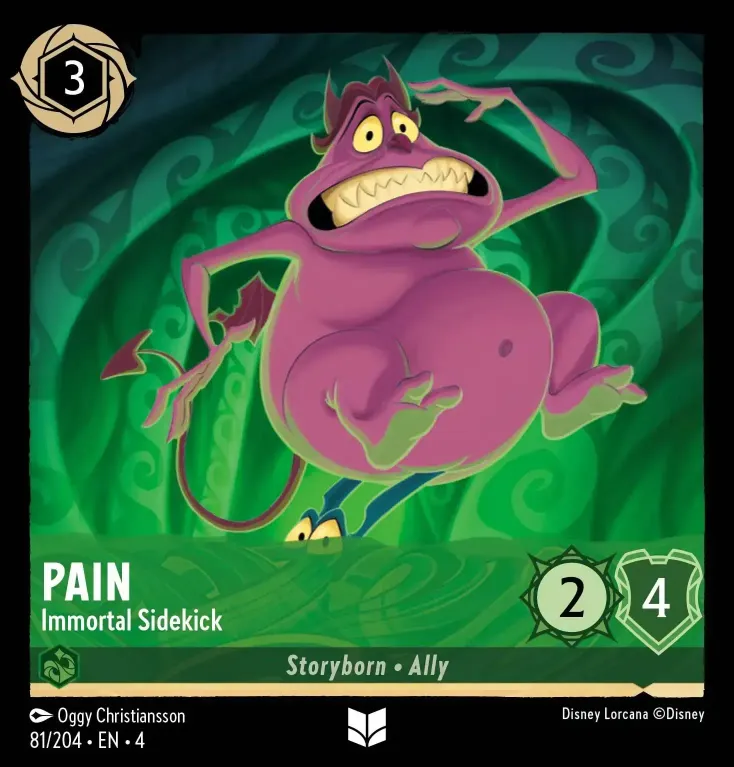 3
PAIN
Immortal Sidekick
2
4
Storyborn • Ally
Oggy Christiansson
Disney Lorcana ©Disney
81/204 • EN • 4